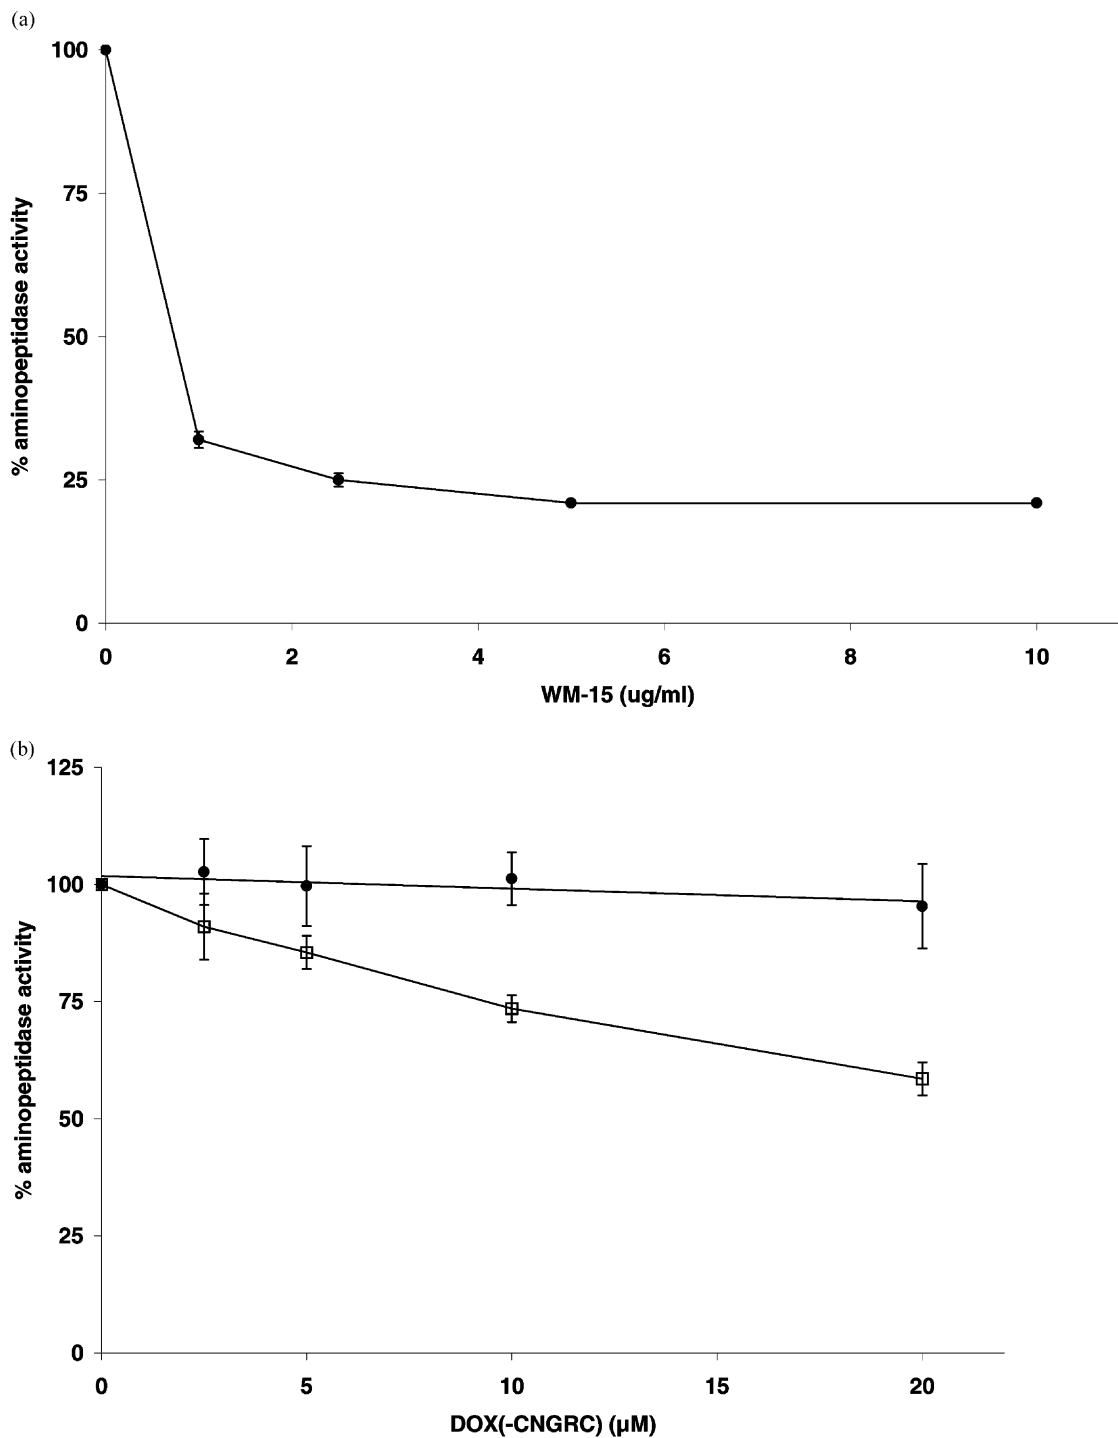 (a)
100
75
50
25
0
% aminopeptidase activity
0 2 4 6 8 10
WM-15 (ug/ml)
(b)
125
100
75
50
25
0
% aminopeptidase activity
0 5 10 15 20
DOX(-CNGRC) (µM)